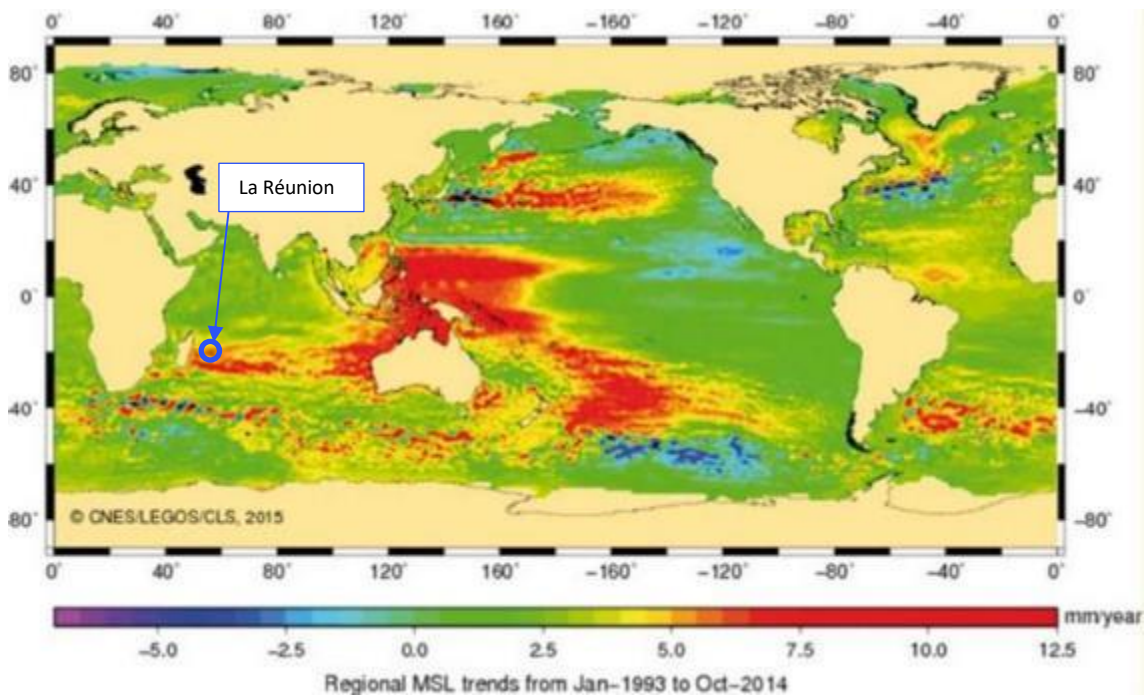 0° 40° 80° 120° 160° −160° −120° −80° −40° 0°
80° 80°
La Réunion
40° 40°
0° 0°
−40° −40°
© CNES/LEGOS/CLS, 2015
−80° −80°
0° 40° 80° 120° 160° −160° −120° −80° −40° 0°
mm/year
−5.0 −2.5 0.0 2.5 5.0 7.5 10.0 12.5
Regional MSL trends from Jan−1993 to Oct−2014